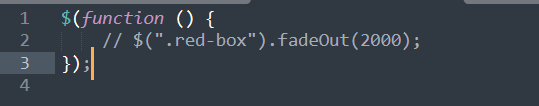 1 $(function () {
2 // $(".red-box").fadeOut(2000);
3 });
4